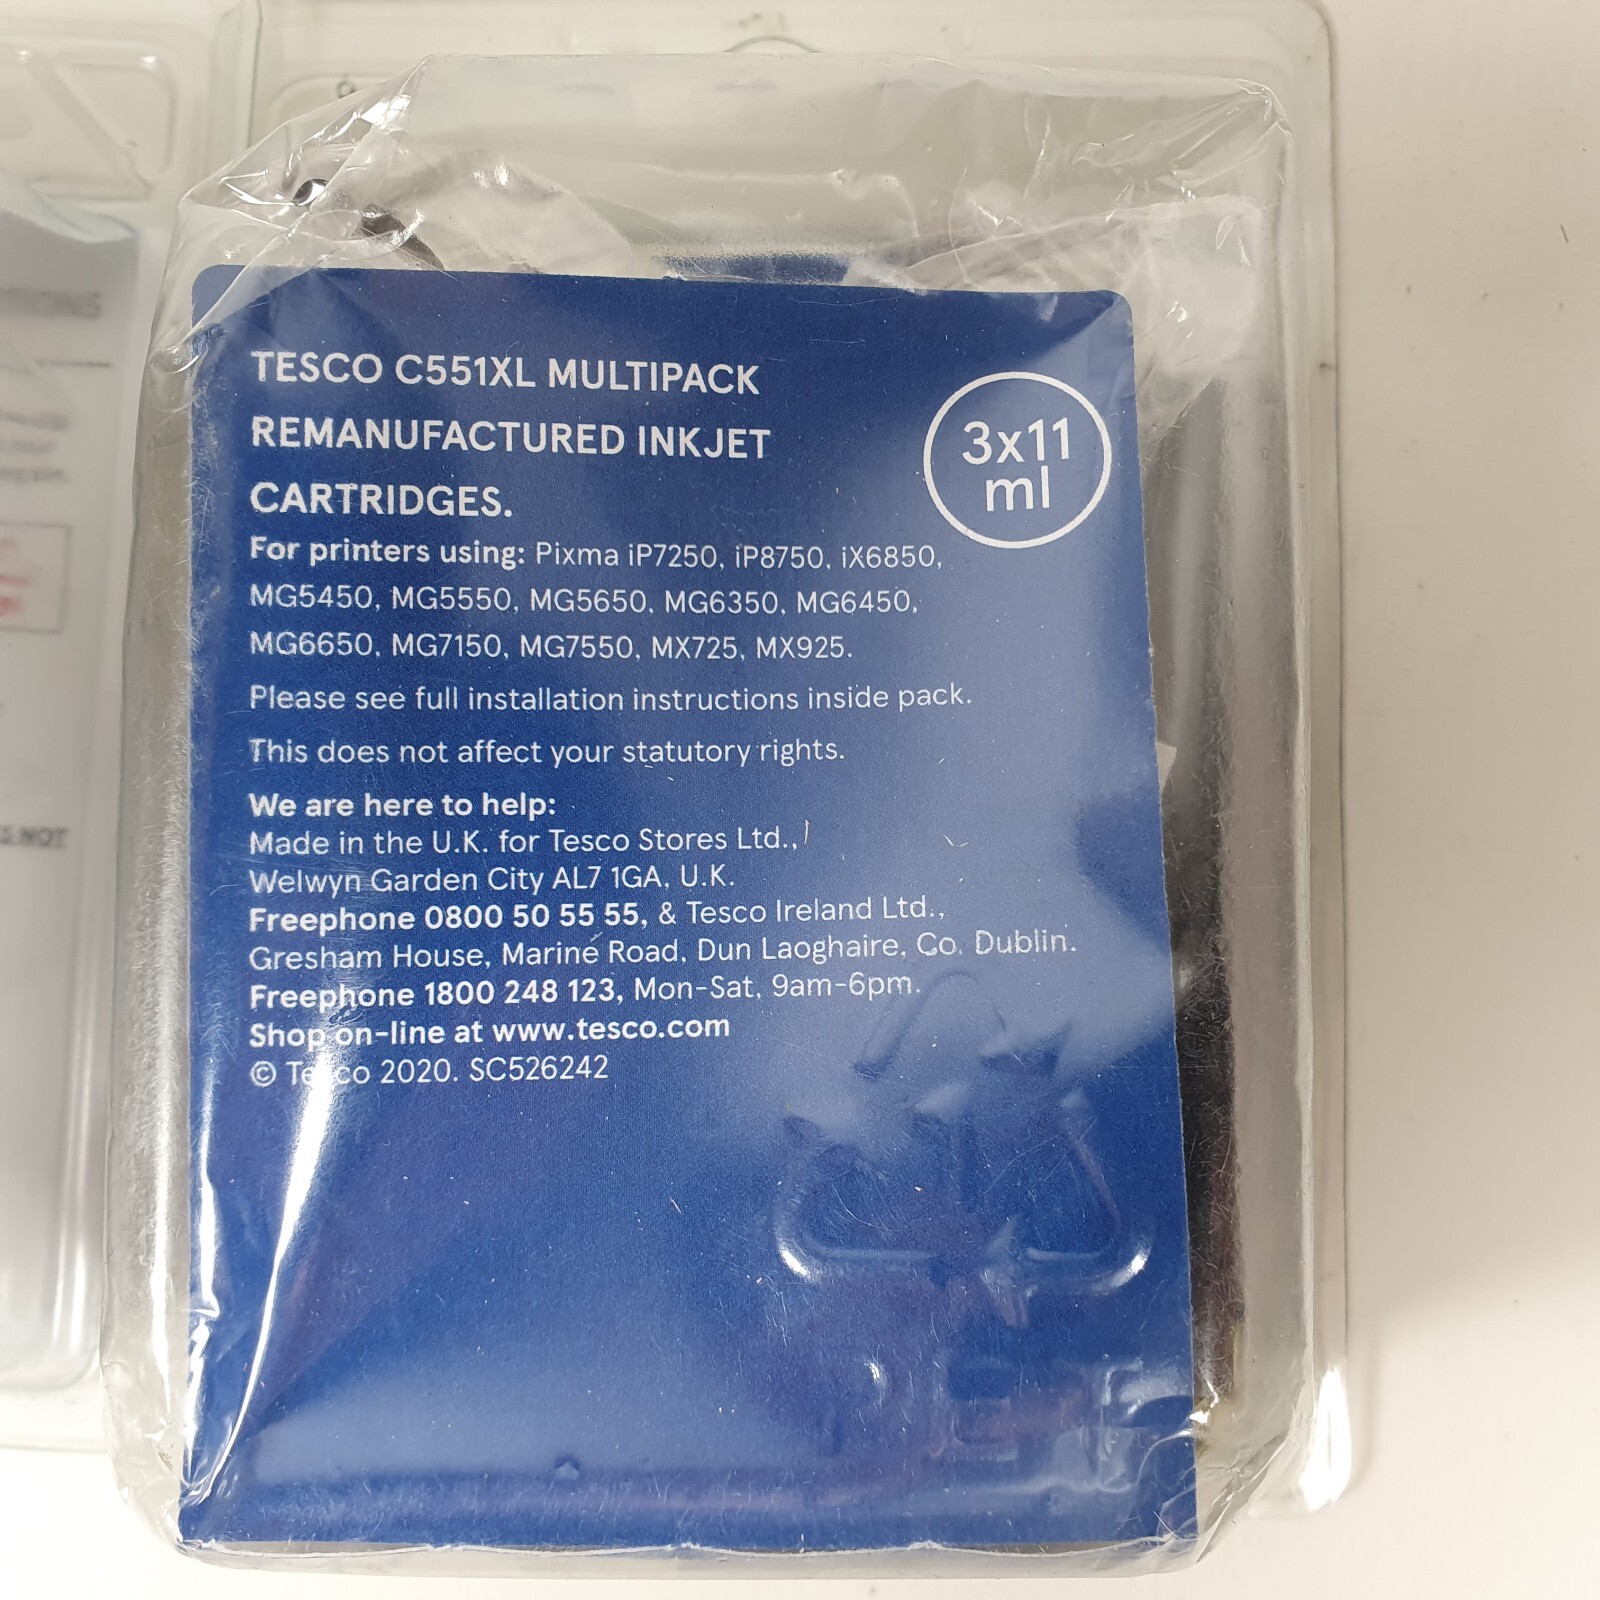 TESCO C551XL MULTIPACK
REMANUFACTURED INKJET
CARTRIDGES.
3x11
ml
For printers using: Pixma iP7250, iP8750, iX6850,
MG5450, MG5550, MG5650, MG6350, MG6450,
MG6650, MG7150, MG7550, MX725, MX925.
Please see full installation instructions inside pack.
This does not affect your statutory rights.
We are here to help:
Made in the U.K. for Tesco Stores Ltd.,
Welwyn Garden City AL7 1GA, U.K.
Freephone 0800 50 55 55, & Tesco Ireland Ltd.,
Gresham House, Marine Road, Dun Laoghaire, Co. Dublin.
Freephone 1800 248 123, Mon-Sat, 9am-6pm.
Shop on-line at www.tesco.com
© Tesco 2020. SC526242